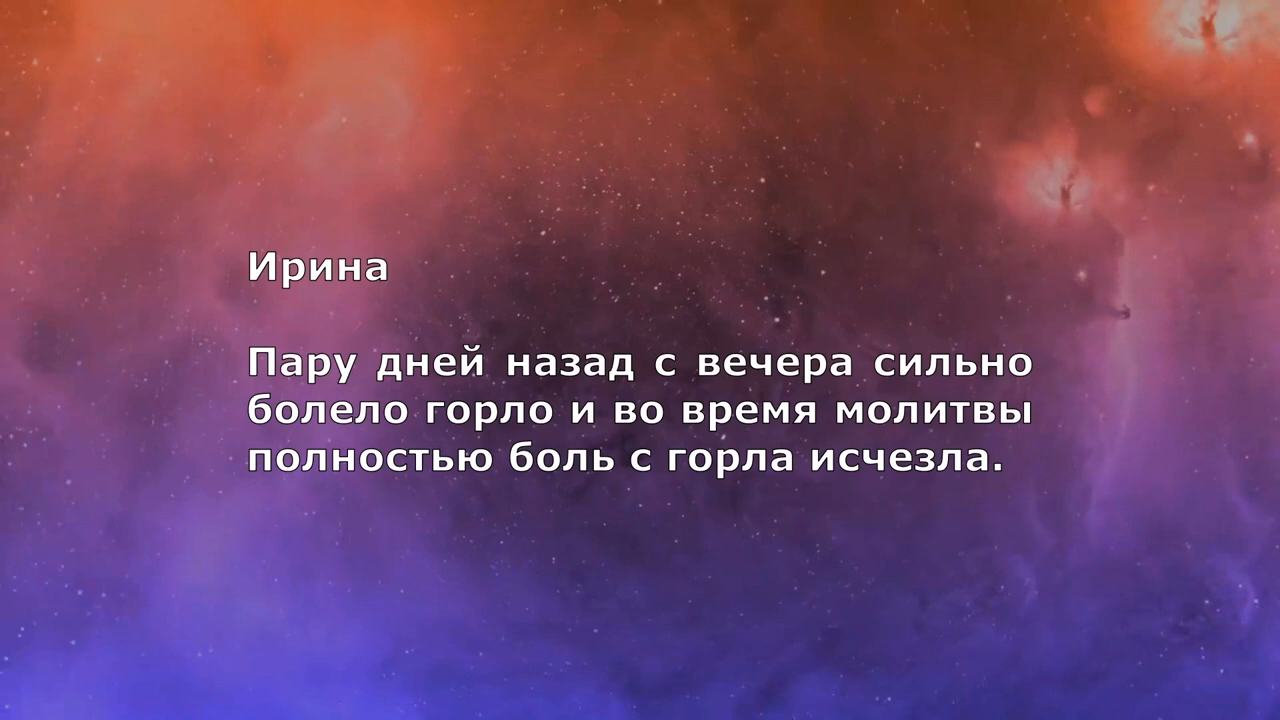 Ирина
Пару дней назад с вечера сильно
болело горло и во время молитвы
полностью боль с горла исчезла.